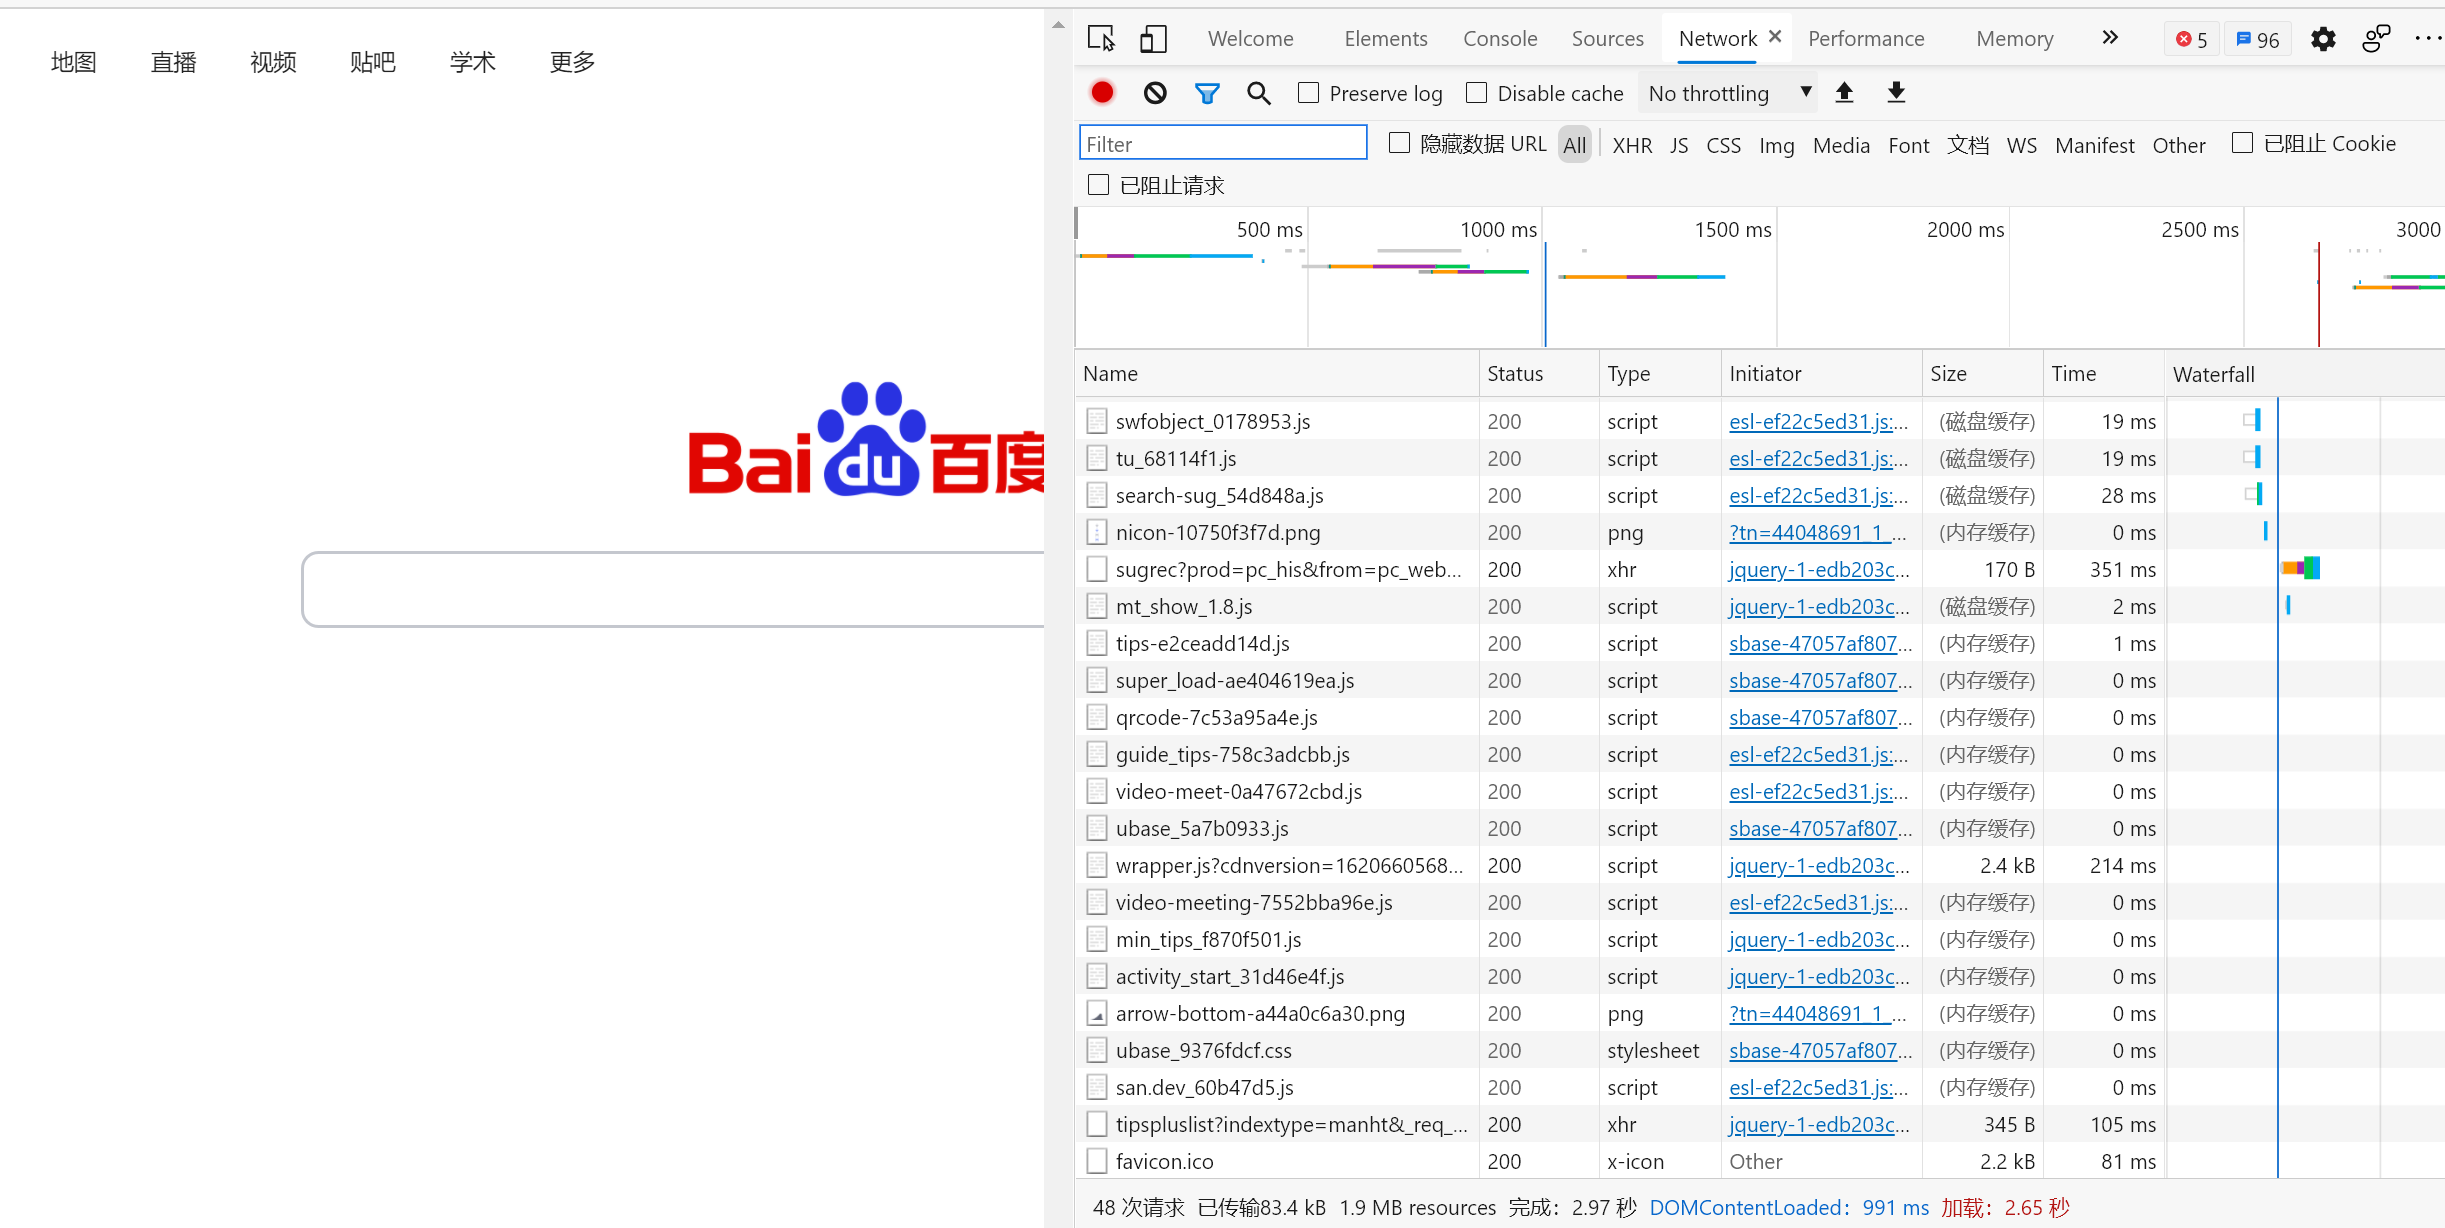 地图 直播 视频 贴吧 学术 更多
Bai du 百度
Welcome Elements Console Sources Network Performance Memory 5 96
Preserve log Disable cache No throttling
Filter 隐藏数据 URL All XHR JS CSS Img Media Font 文档 WS Manifest Other 已阻止 Cookie
已阻止请求
500 ms 1000 ms 1500 ms 2000 ms 2500 ms 3000
Name Status Type Initiator Size Time Waterfall
swfobject_0178953.js 200 script esl-ef22c5ed31.js:... (磁盘缓存) 19 ms
tu_68114f1.js 200 script esl-ef22c5ed31.js:... (磁盘缓存) 19 ms
search-sug_54d848a.js 200 script esl-ef22c5ed31.js:... (磁盘缓存) 28 ms
nicon-10750f3f7d.png 200 png ?tn=44048691_1_... (内存缓存) 0 ms
sugrec?prod=pc_his&from=pc_web... 200 xhr jquery-1-edb203c... 170 B 351 ms
mt_show_1.8.js 200 script jquery-1-edb203c... (磁盘缓存) 2 ms
tips-e2ceadd14d.js 200 script sbase-47057af807... (内存缓存) 1 ms
super_load-ae404619ea.js 200 script sbase-47057af807... (内存缓存) 0 ms
qrcode-7c53a95a4e.js 200 script sbase-47057af807... (内存缓存) 0 ms
guide_tips-758c3adcbb.js 200 script esl-ef22c5ed31.js:... (内存缓存) 0 ms
video-meet-0a47672cbd.js 200 script esl-ef22c5ed31.js:... (内存缓存) 0 ms
ubase_5a7b0933.js 200 script sbase-47057af807... (内存缓存) 0 ms
wrapper.js?cdnversion=1620660568... 200 script jquery-1-edb203c... 2.4 kB 214 ms
video-meeting-7552bba96e.js 200 script esl-ef22c5ed31.js:... (内存缓存) 0 ms
min_tips_f870f501.js 200 script jquery-1-edb203c... (内存缓存) 0 ms
activity_start_31d46e4f.js 200 script jquery-1-edb203c... (内存缓存) 0 ms
arrow-bottom-a44a0c6a30.png 200 png ?tn=44048691_1_... (内存缓存) 0 ms
ubase_9376fdcf.css 200 stylesheet sbase-47057af807... (内存缓存) 0 ms
san.dev_60b47d5.js 200 script esl-ef22c5ed31.js:... (内存缓存) 0 ms
tipspluslist?indextype=manht&_req_... 200 xhr jquery-1-edb203c... 345 B 105 ms
favicon.ico 200 x-icon Other 2.2 kB 81 ms
48 次请求 已传输83.4 kB 1.9 MB resources 完成：2.97 秒 DOMContentLoaded：991 ms 加载：2.65 秒